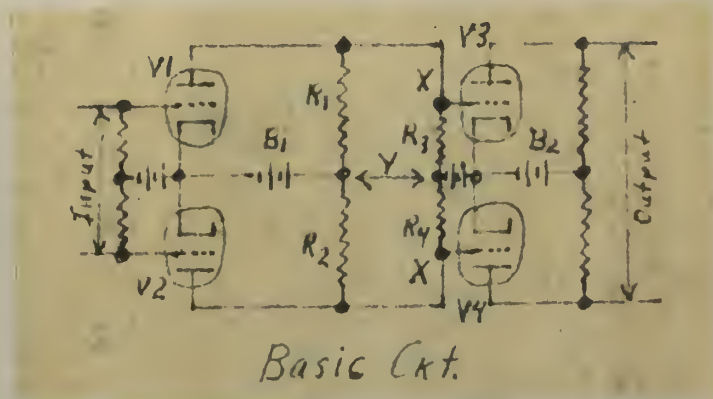 V1
V3
R₁
X
R₃
B₁
B₂
Y
Input
Output
R₂
R₄
X
V2
V4
Basic Ckt.